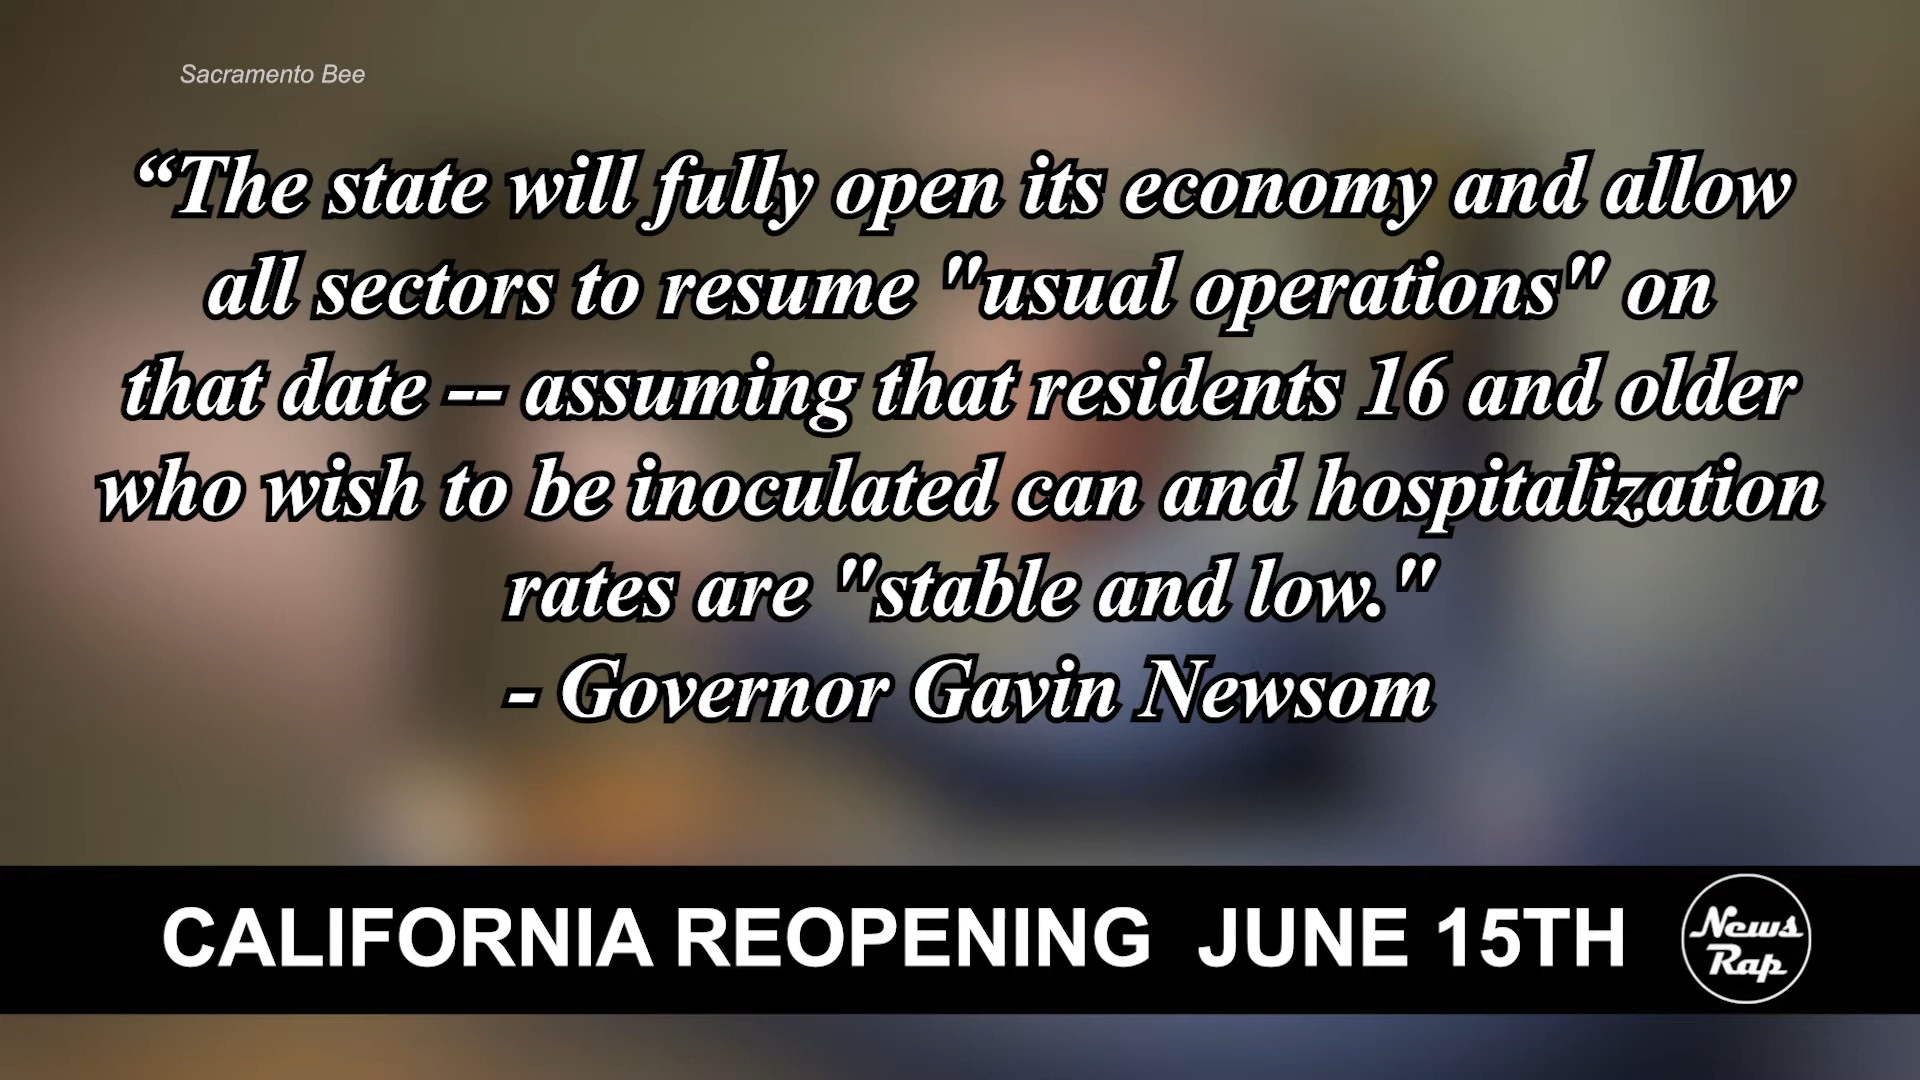 Sacramento Bee
“The state will fully open its economy and allow
all sectors to resume "usual operations" on
that date -- assuming that residents 16 and older
who wish to be inoculated can and hospitalization
rates are "stable and low."
- Governor Gavin Newsom
CALIFORNIA REOPENING  JUNE 15TH
News
Rap